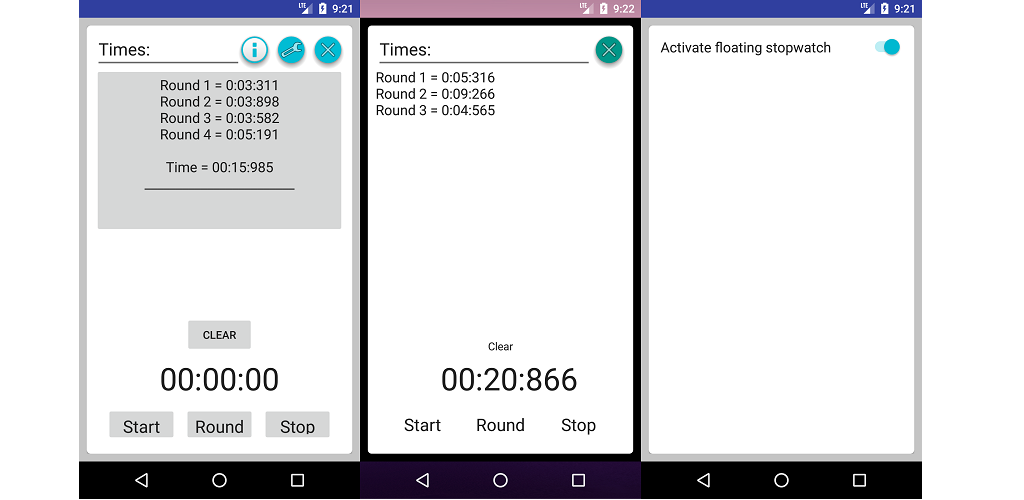 LTE 9:21
Times:
Round 1 = 0:03:311
Round 2 = 0:03:898
Round 3 = 0:03:582
Round 4 = 0:05:191
Time = 00:15:985
CLEAR
00:00:00
Start Round Stop
LTE 9:22
Times:
Round 1 = 0:05:316
Round 2 = 0:09:266
Round 3 = 0:04:565
Clear
00:20:866
Start Round Stop
LTE 9:21
Activate floating stopwatch